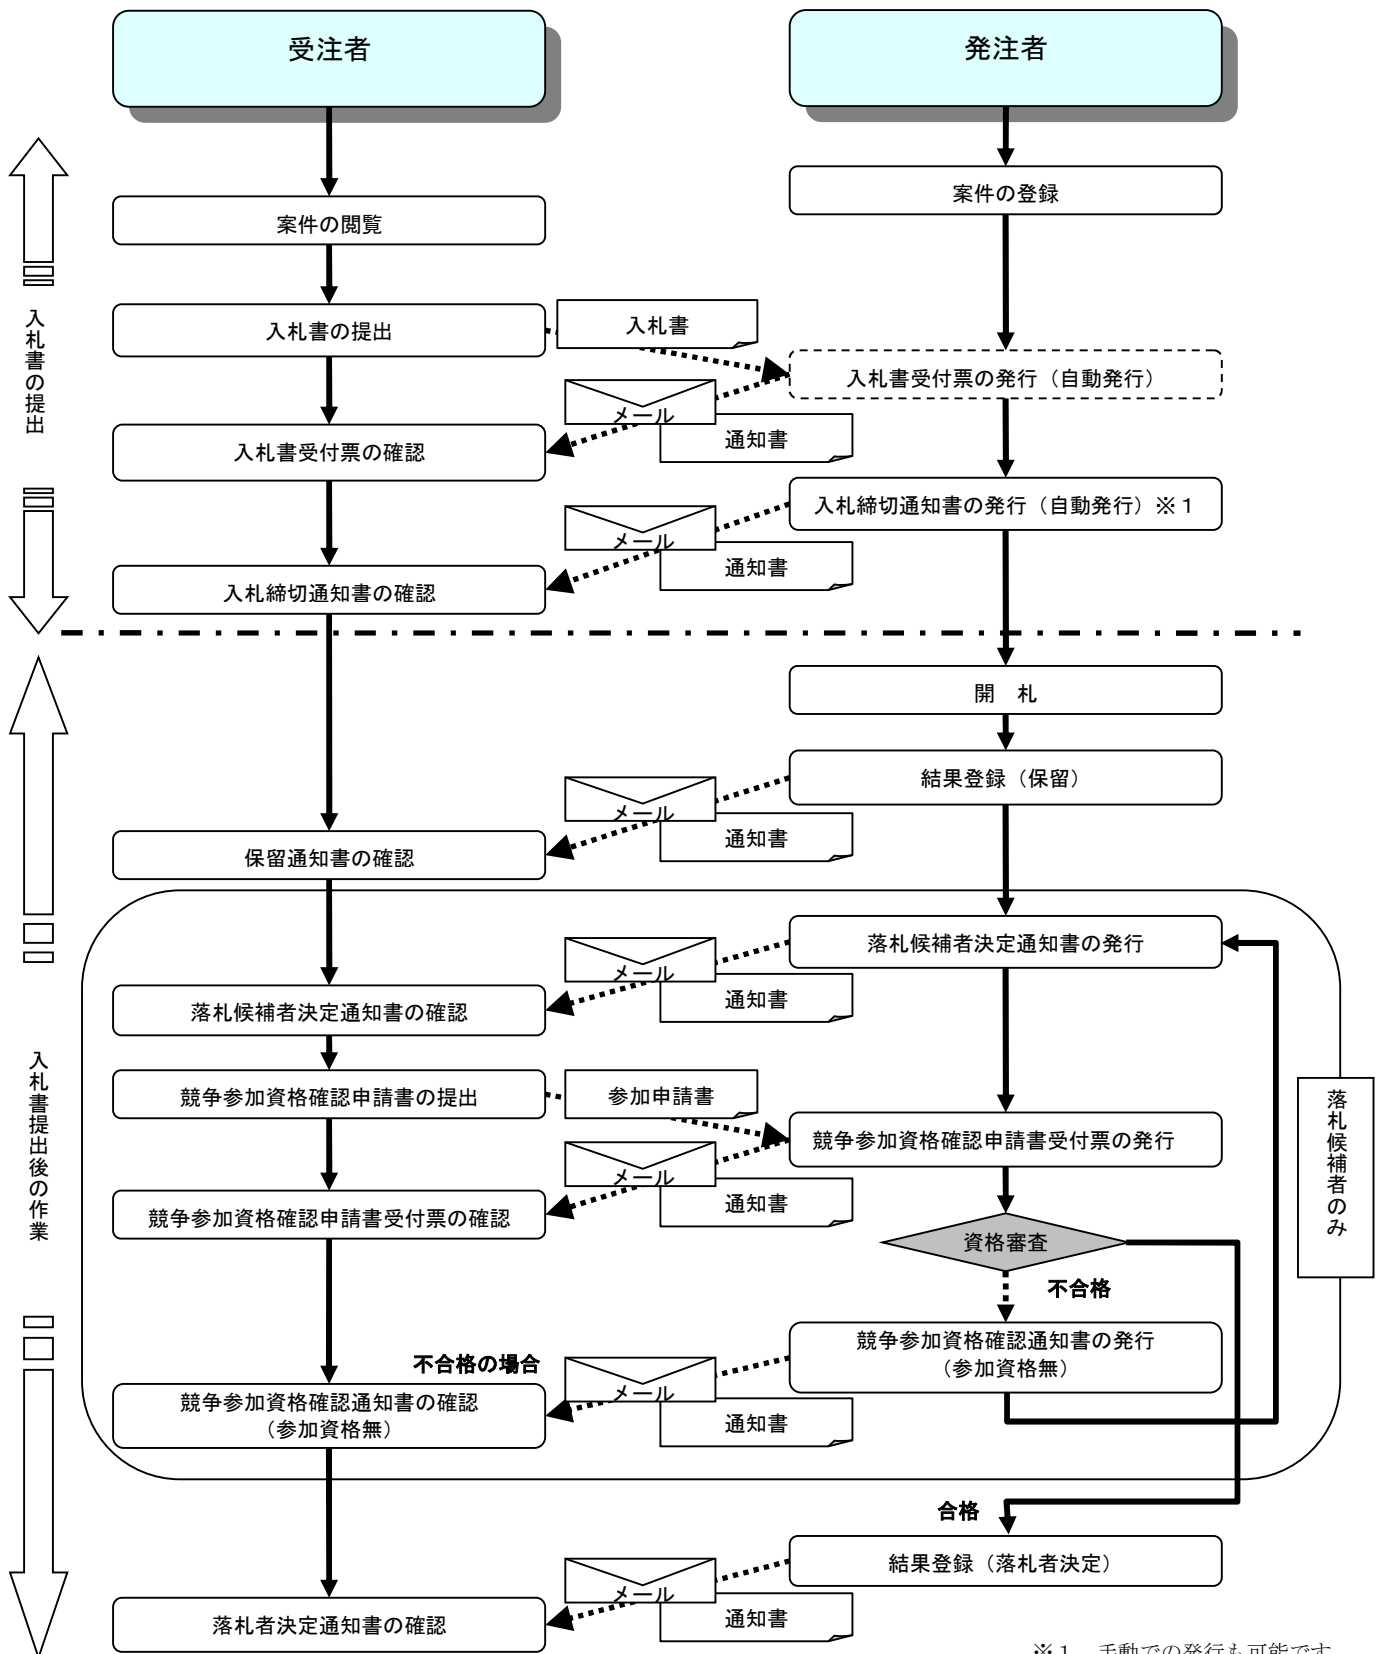 受注者
発注者
案件の登録
案件の閲覧
入札書の提出
入札書の提出
入札書
入札書受付票の発行（自動発行）
メール
通知書
入札書受付票の確認
入札締切通知書の発行（自動発行）※１
メール
通知書
入札締切通知書の確認
開　札
結果登録（保留）
メール
通知書
保留通知書の確認
落札候補者決定通知書の発行
メール
通知書
落札候補者決定通知書の確認
入札書提出後の作業
競争参加資格確認申請書の提出
参加申請書
落札候補者のみ
競争参加資格確認申請書受付票の発行
メール
通知書
競争参加資格確認申請書受付票の確認
資格審査
不合格
競争参加資格確認通知書の発行
（参加資格無）
不合格の場合
メール
通知書
競争参加資格確認通知書の確認
（参加資格無）
合格
結果登録（落札者決定）
メール
通知書
落札者決定通知書の確認
※１　手動での発行も可能です